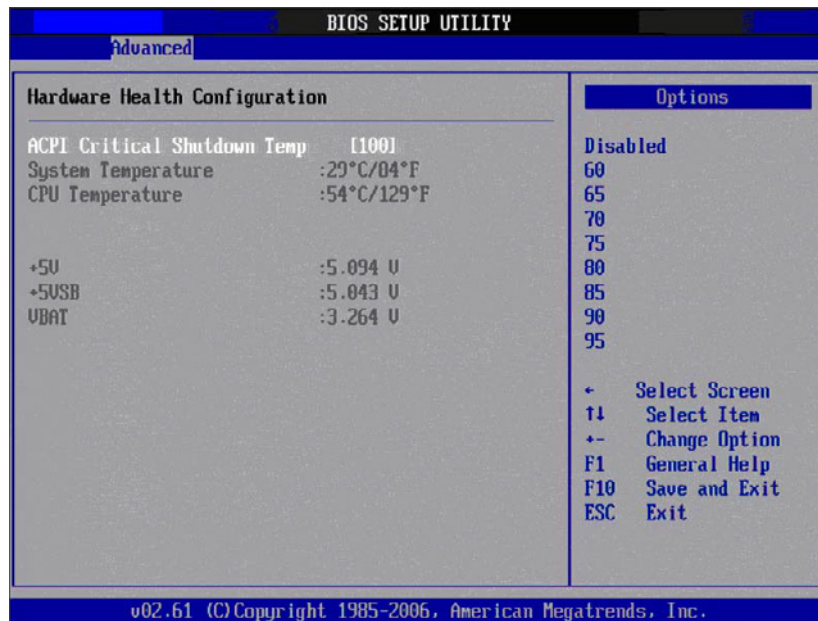 BIOS SETUP UTILITY
Advanced
Hardware Health Configuration
ACPI Critical Shutdown Temp [100]
System Temperature :29°C/84°F
CPU Temperature :54°C/129°F
+5V :5.094 V
+5VSB :5.043 V
VBAT :3.264 V
Options
Disabled
60
65
70
75
80
85
90
95
← Select Screen
↑↓ Select Item
+- Change Option
F1 General Help
F10 Save and Exit
ESC Exit
v02.61 (C)Copyright 1985-2006, American Megatrends, Inc.